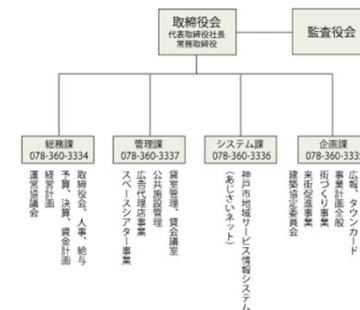 取締役会
代表取締役社長
常務取締役
監査役会
総務課
078-360-3334
取締役会、人事、給与
予算、決算、資金計画
経営計画
運営協議会
管理課
078-360-3337
貸室管理、貸会議室
公共施設管理
広告代理店事業
スペースシアター事業
システム課
078-360-3336
神戸市地域サービス情報システム
（あじさいネット）
企画課
078-360-3335
広報、タウンカード
事業計画全般
街づくり事業
来街促進事業
建築協定委員会